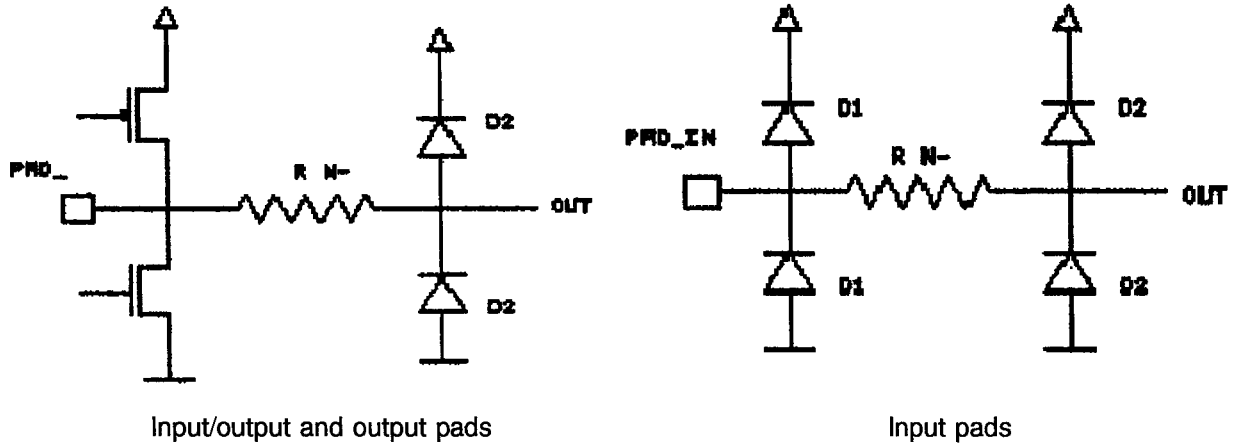 D2
PAD_
R N-
OUT
D2
Input/output and output pads
D1
D2
PAD_IN
R N-
OUT
D1
D2
Input pads